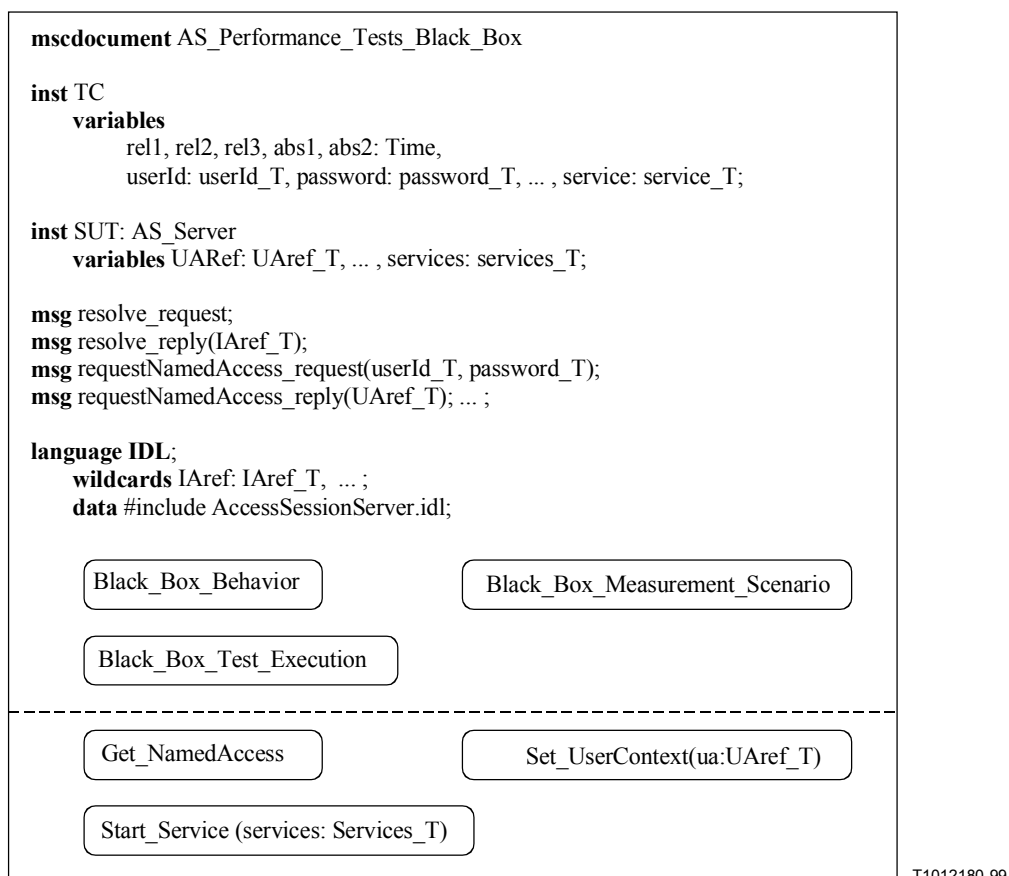 mscdocument AS_Performance_Tests_Black_Box
inst TC
variables
rel1, rel2, rel3, abs1, abs2: Time,
userId: userId_T, password: password_T, ... , service: service_T;
inst SUT: AS_Server
variables UARef: UAref_T, ... , services: services_T;
msg resolve_request;
msg resolve_reply(IAref_T);
msg requestNamedAccess_request(userId_T, password_T);
msg requestNamedAccess_reply(UAref_T); ... ;
language IDL;
wildcards IAref: IAref_T, ... ;
data #include AccessSessionServer.idl;
Black_Box_Behavior
Black_Box_Measurement_Scenario
Black_Box_Test_Execution
Get_NamedAccess
Set_UserContext(ua:UAref_T)
Start_Service (services: Services_T)
T1012180-99